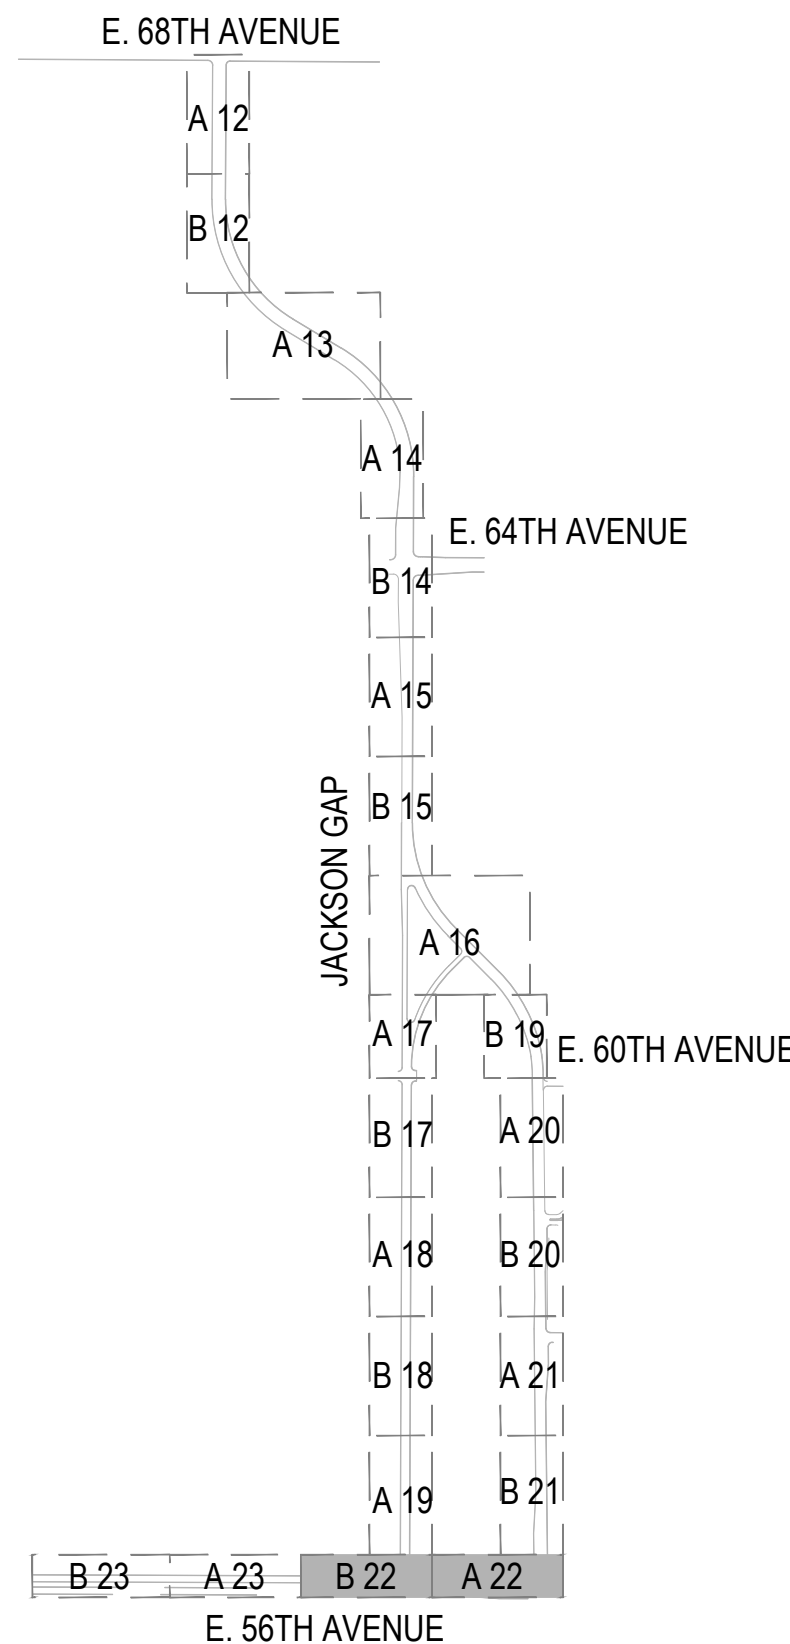 E. 68TH AVENUE
A 12
B 12
A 13
A 14
E. 64TH AVENUE
B 14
A 15
JACKSON GAP
B 15
A 16
A 17
B 19
E. 60TH AVENUE
B 17
A 20
A 18
B 20
B 18
A 21
A 19
B 21
B 23
A 23
B 22
A 22
E. 56TH AVENUE